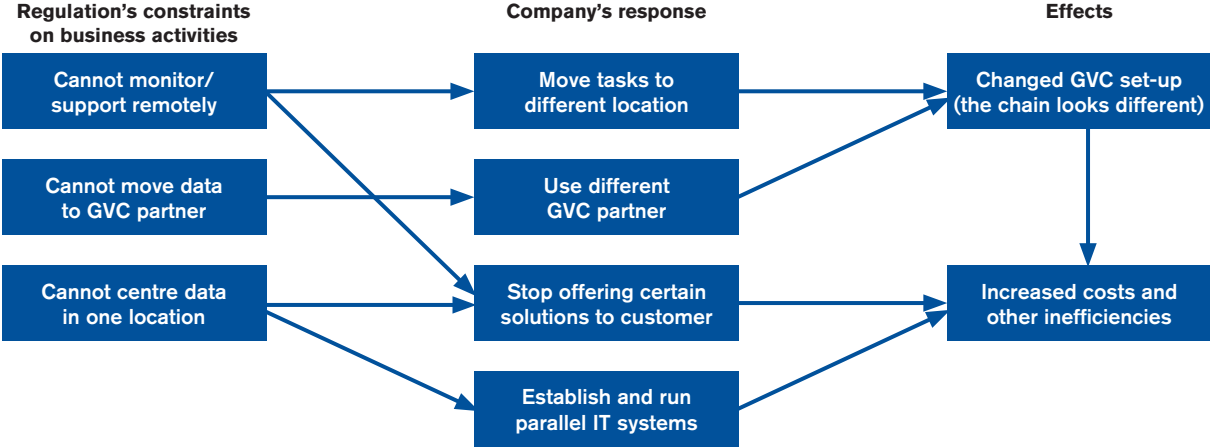 Regulation's constraints
on business activities
Company's response
Effects
Cannot monitor/
support remotely
Move tasks to
different location
Changed GVC set-up
(the chain looks different)
Cannot move data
to GVC partner
Use different
GVC partner
Cannot centre data
in one location
Stop offering certain
solutions to customer
Increased costs and
other inefficiencies
Establish and run
parallel IT systems